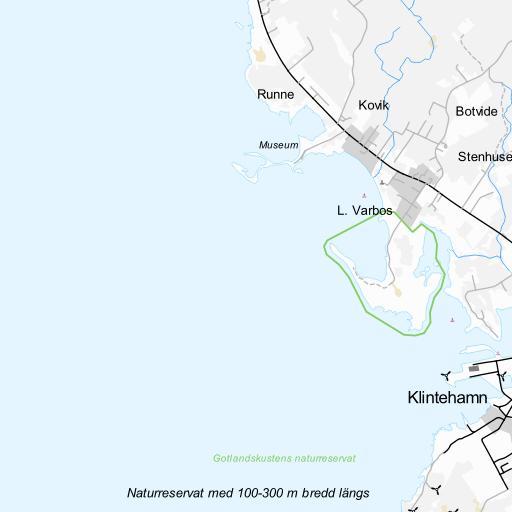 Runne
Kovik
Botvide
Museum
Stenhuse
L. Varbos
Klintehamn
Gotlandskustens naturreservat
Naturreservat med 100-300 m bredd längs